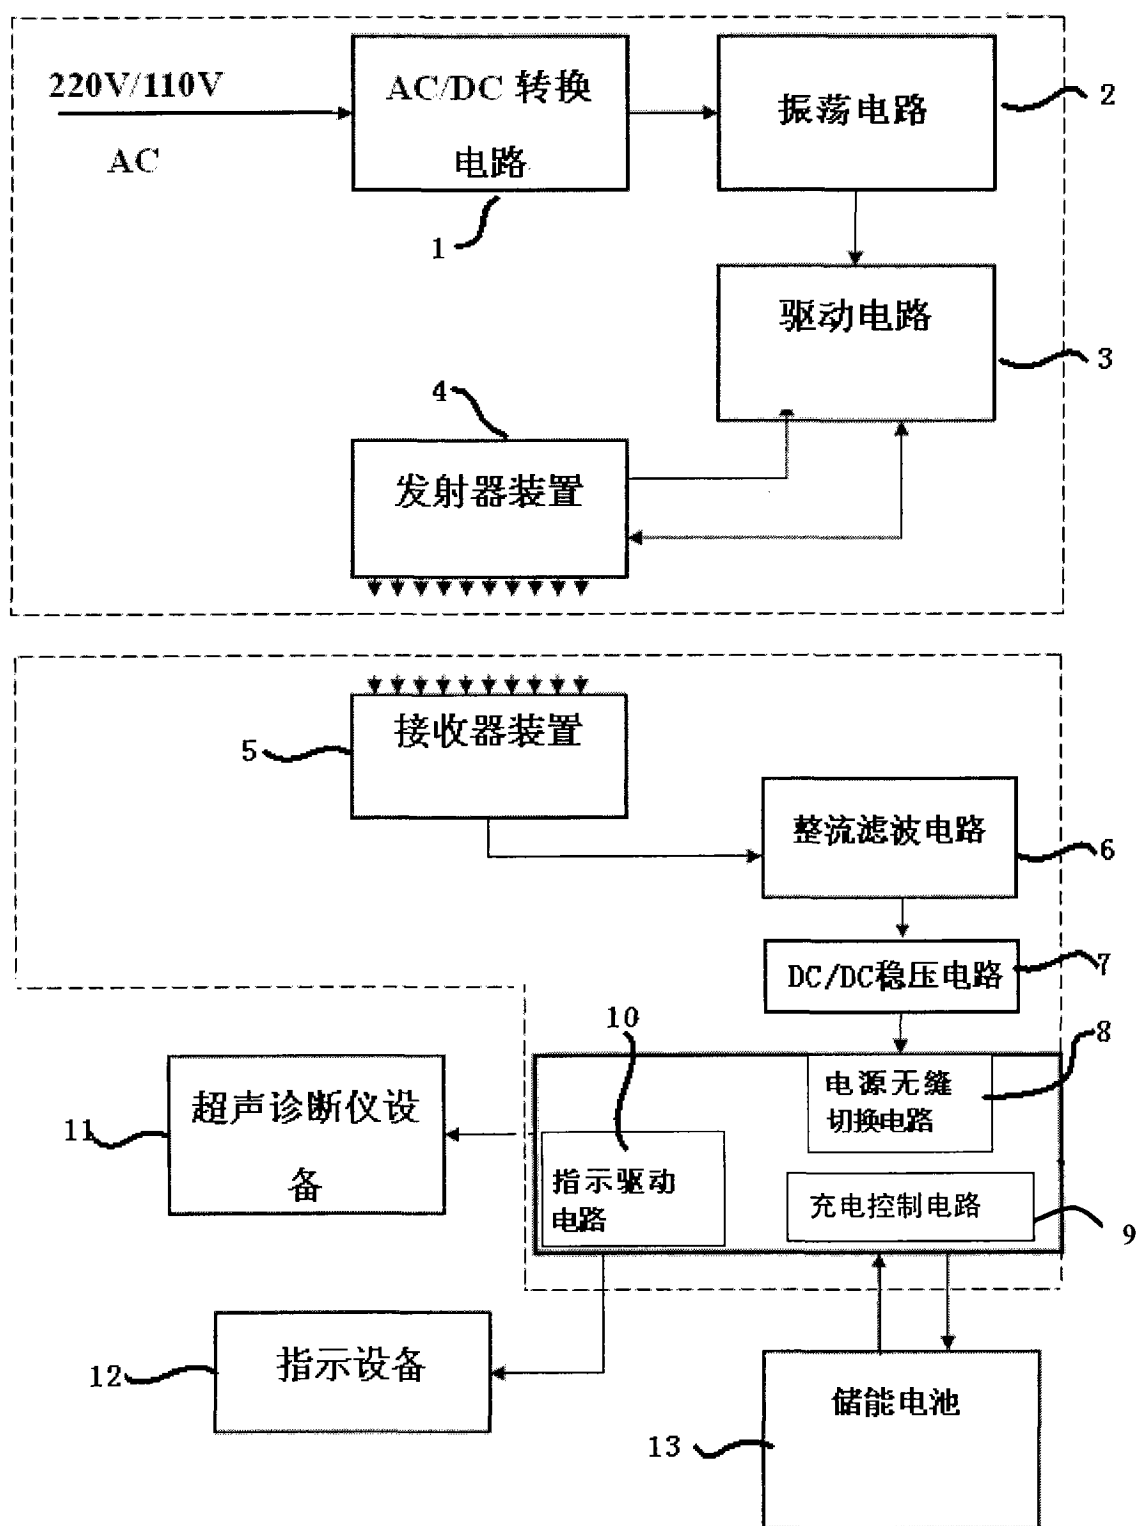 220V/110V
AC
AC/DC 转换
电路
1
振荡电路
2
驱动电路
3
4
发射器装置
接收器装置
5
整流滤波电路
6
DC/DC稳压电路
7
10
8
电源无缝
切换电路
超声诊断仪设
备
11
指示驱动
电路
充电控制电路
9
指示设备
12
储能电池
13